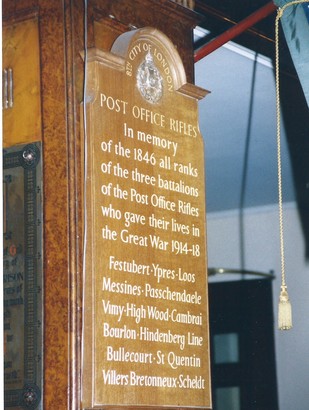 8TH CITY OF LONDON
POST OFFICE RIFLES
In memory
of the 1846 all ranks
of the three battalions
of the Post Office Rifles
who gave their lives in
the Great War 1914-18
Festubert·Ypres·Loos
Messines·Passchendaele
Vimy·High Wood·Cambrai
Bourlon·Hindenberg Line
Bullecourt·St Quentin
Villers Bretonneux·Scheldt